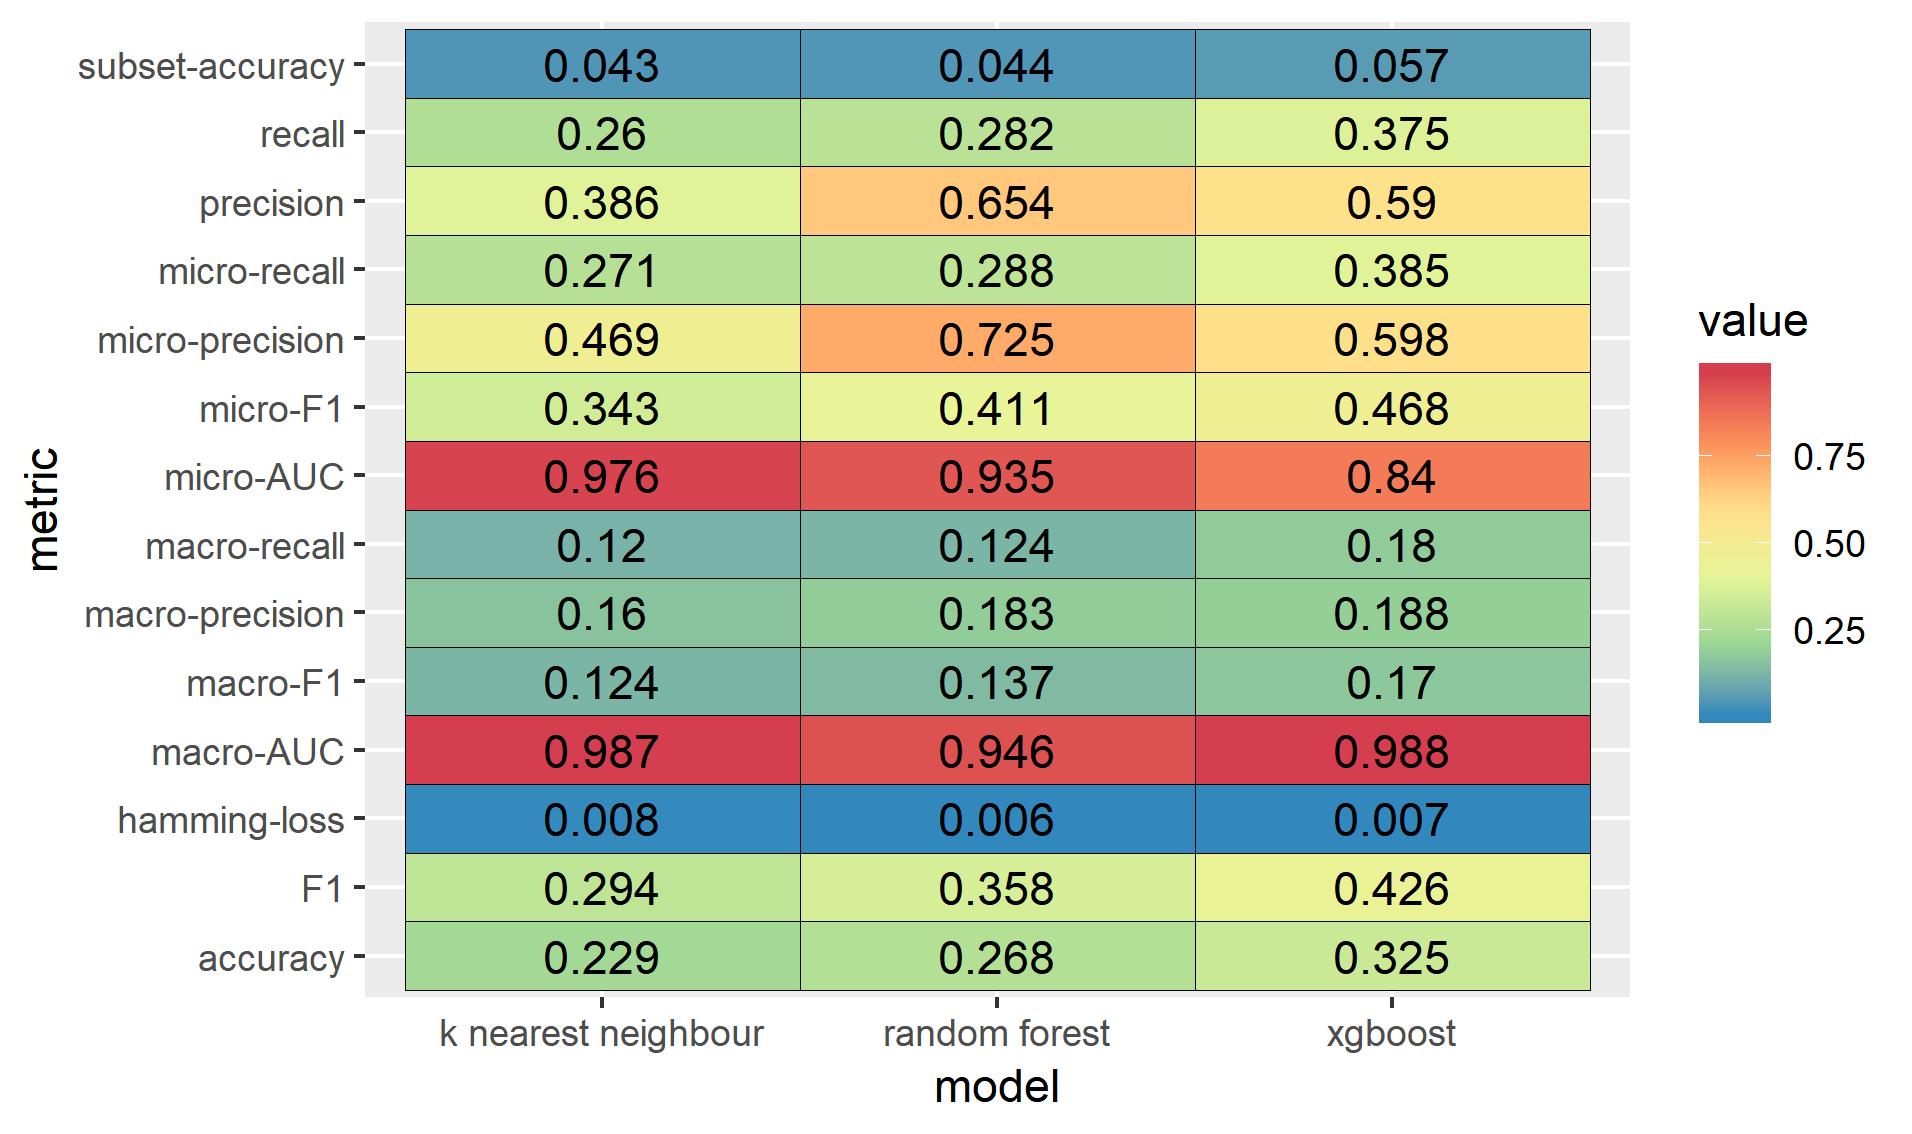 subset-accuracy 0.043 0.044 0.057
recall 0.26 0.282 0.375
precision 0.386 0.654 0.59
micro-recall 0.271 0.288 0.385
micro-precision 0.469 0.725 0.598
micro-F1 0.343 0.411 0.468
micro-AUC 0.976 0.935 0.84
macro-recall 0.12 0.124 0.18
macro-precision 0.16 0.183 0.188
macro-F1 0.124 0.137 0.17
macro-AUC 0.987 0.946 0.988
hamming-loss 0.008 0.006 0.007
F1 0.294 0.358 0.426
accuracy 0.229 0.268 0.325
k nearest neighbour random forest xgboost
model
metric
value
0.75
0.50
0.25